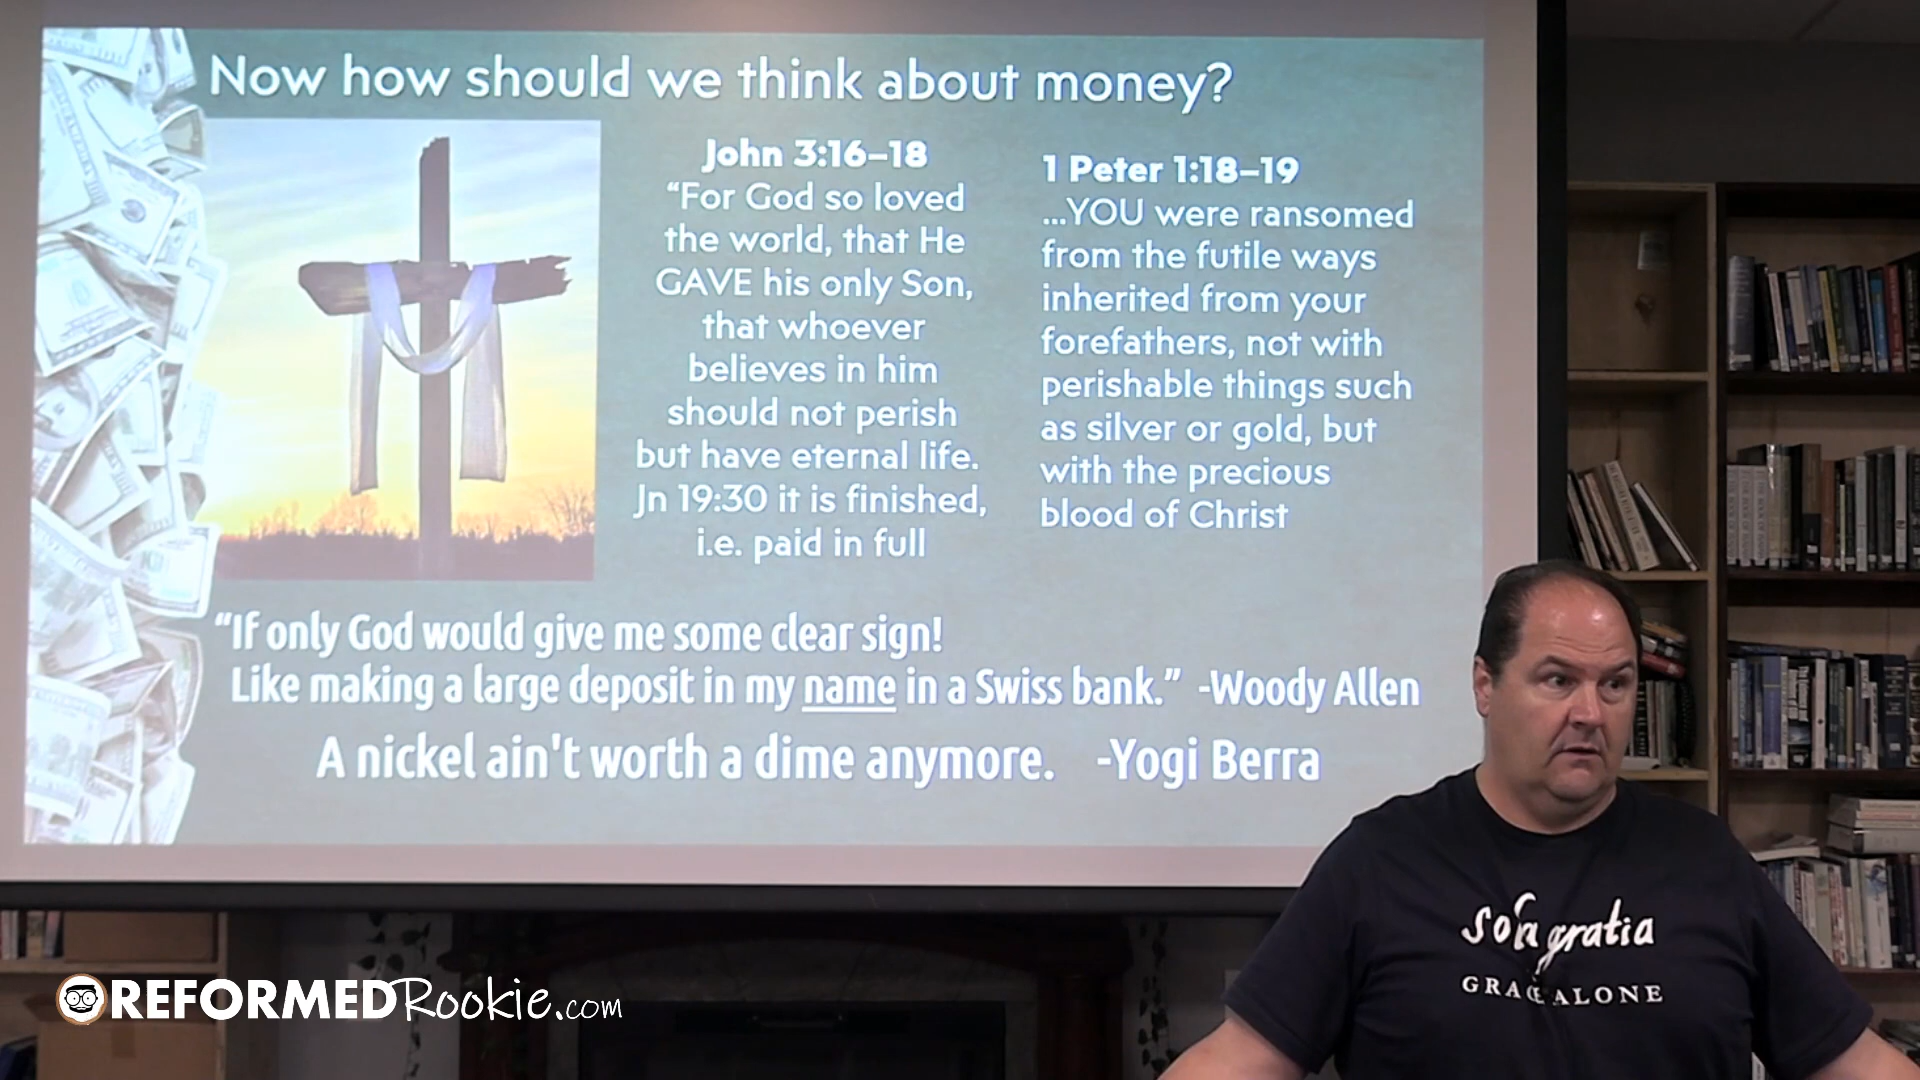 Now how should we think about money?
John 3:16–18
“For God so loved
the world, that He
GAVE his only Son,
that whoever
believes in him
should not perish
but have eternal life.
Jn 19:30 it is finished,
i.e. paid in full
1 Peter 1:18–19
...YOU were ransomed
from the futile ways
inherited from your
forefathers, not with
perishable things such
as silver or gold, but
with the precious
blood of Christ
“If only God would give me some clear sign!
Like making a large deposit in my name in a Swiss bank.” -Woody Allen
A nickel ain't worth a dime anymore. -Yogi Berra
sola gratia
GRACE ALONE
REFORMEDRookie.com